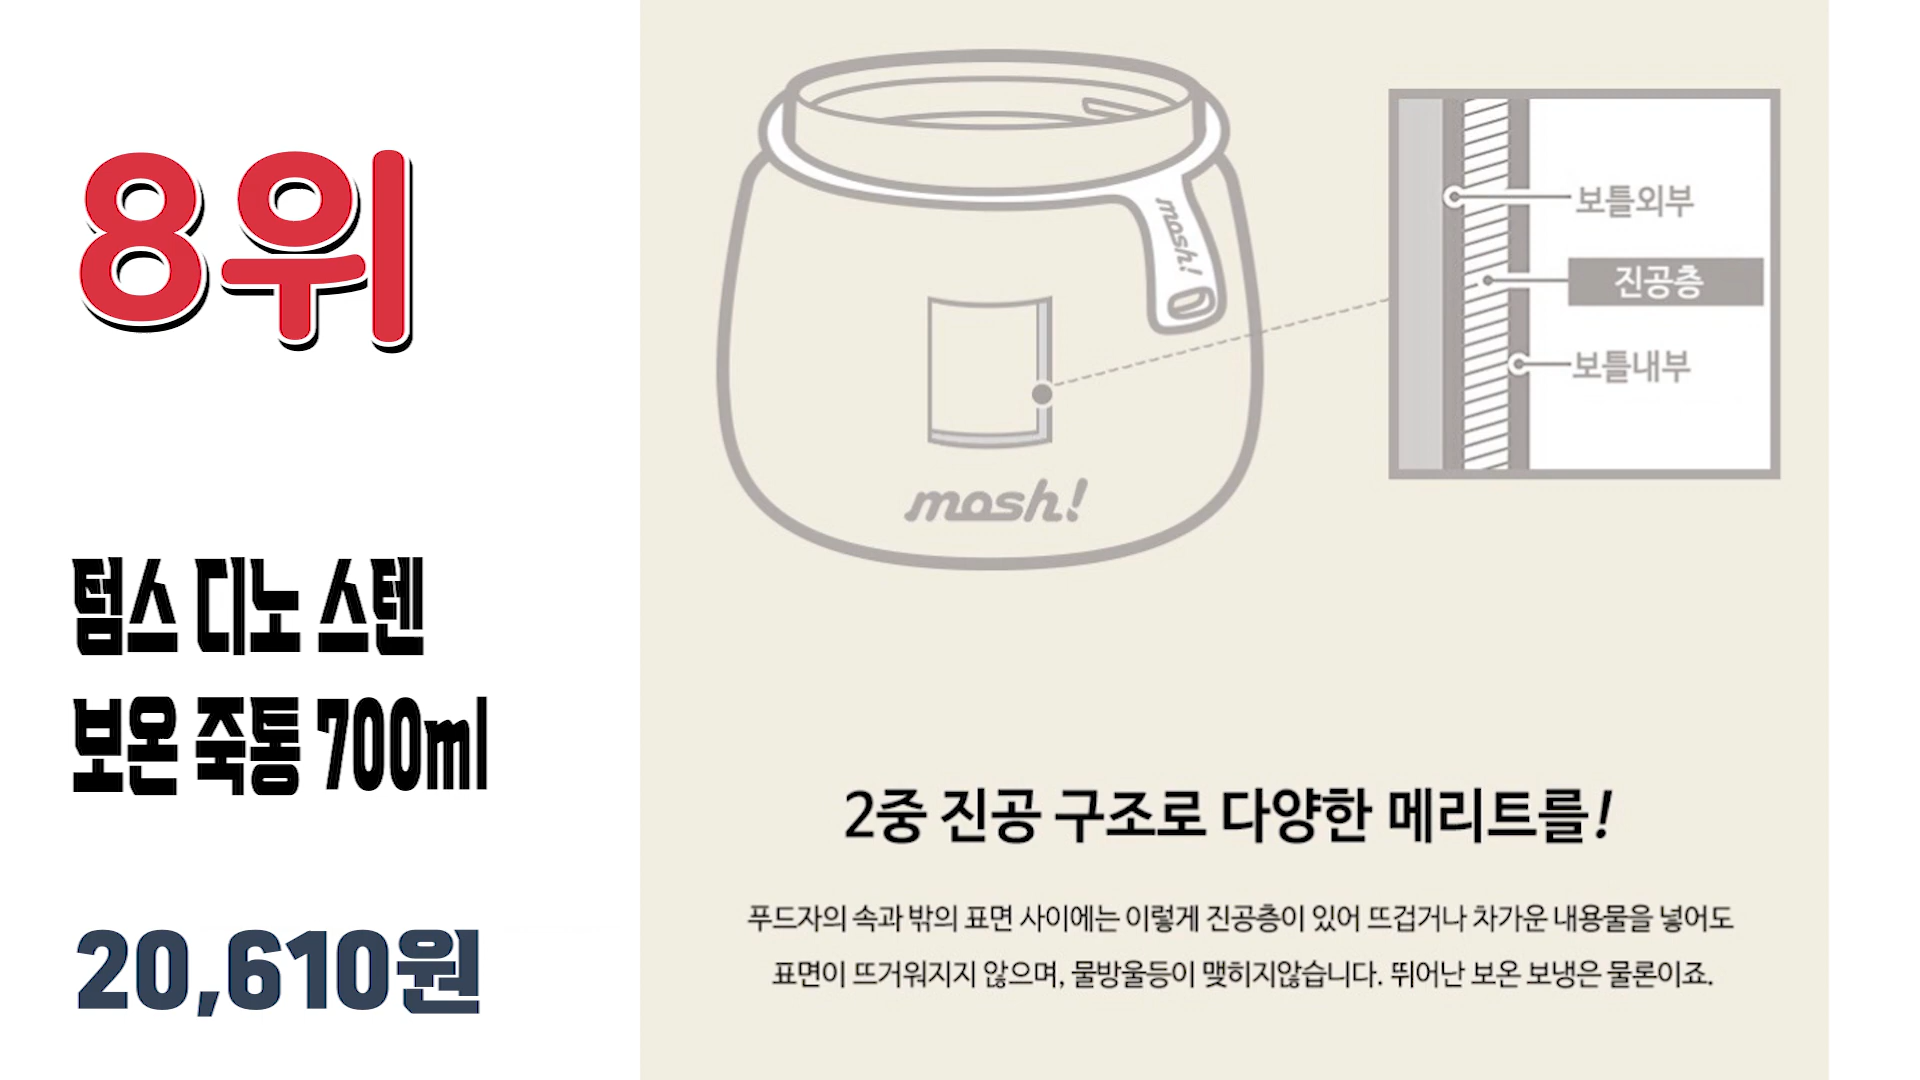 8위
텀스 디노 스텐
보온 죽통 700ml
20,610원
mosh!
mosh!
보틀외부
진공층
보틀내부
2중 진공 구조로 다양한 메리트를!
푸드자의 속과 밖의 표면 사이에는 이렇게 진공층이 있어 뜨겁거나 차가운 내용물을 넣어도
표면이 뜨거워지지 않으며, 물방울등이 맺히지않습니다. 뛰어난 보온 보냉은 물론이죠.